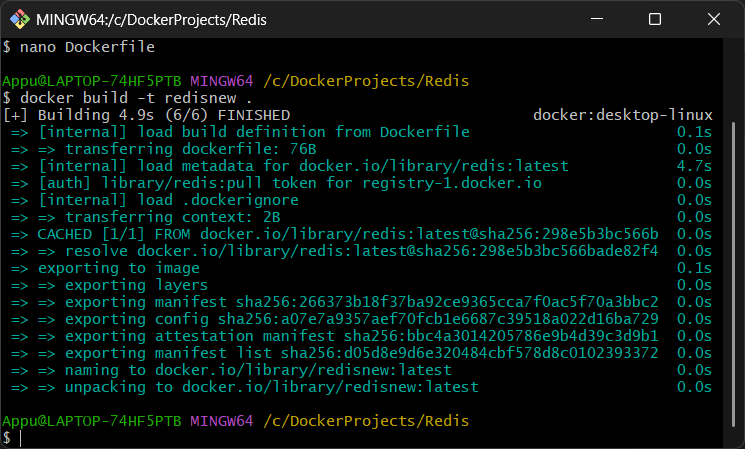 MINGW64:/c/DockerProjects/Redis
$ nano Dockerfile
Appu@LAPTOP-74HF5PTB MINGW64 /c/DockerProjects/Redis
$ docker build -t redisnew .
[+] Building 4.9s (6/6) FINISHED docker:desktop-linux
=> [internal] load build definition from Dockerfile 0.1s
=> => transferring dockerfile: 76B 0.0s
=> [internal] load metadata for docker.io/library/redis:latest 4.7s
=> [auth] library/redis:pull token for registry-1.docker.io 0.0s
=> [internal] load .dockerignore 0.0s
=> => transferring context: 2B 0.0s
=> CACHED [1/1] FROM docker.io/library/redis:latest@sha256:298e5b3bc566b 0.0s
=> => resolve docker.io/library/redis:latest@sha256:298e5b3bc566bade82f4 0.0s
=> exporting to image 0.1s
=> => exporting layers 0.0s
=> => exporting manifest sha256:266373b18f37ba92ce9365cca7f0ac5f70a3bbc2 0.0s
=> => exporting config sha256:a07e7a9357aef70fcb1e6687c39518a022d16ba729 0.0s
=> => exporting attestation manifest sha256:bbc4a3014205786e9b4d39c3d9b1 0.0s
=> => exporting manifest list sha256:d05d8e9d6e320484cbf578d8c0102393372 0.0s
=> => naming to docker.io/library/redisnew:latest 0.0s
=> => unpacking to docker.io/library/redisnew:latest 0.0s
Appu@LAPTOP-74HF5PTB MINGW64 /c/DockerProjects/Redis
$